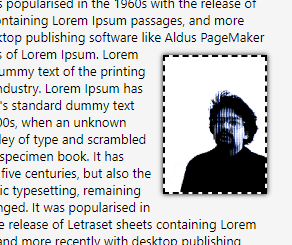 s popularised in the 1960s with the release of
ontaining Lorem Ipsum passages, and more
ktop publishing software like Aldus PageMaker
s of Lorem Ipsum. Lorem
ummy text of the printing
ndustry. Lorem Ipsum has
's standard dummy text
00s, when an unknown
ley of type and scrambled
specimen book. It has
five centuries, but also the
ic typesetting, remaining
nged. It was popularised in
e release of Letraset sheets containing Lorem
and more recently with desktop publishing